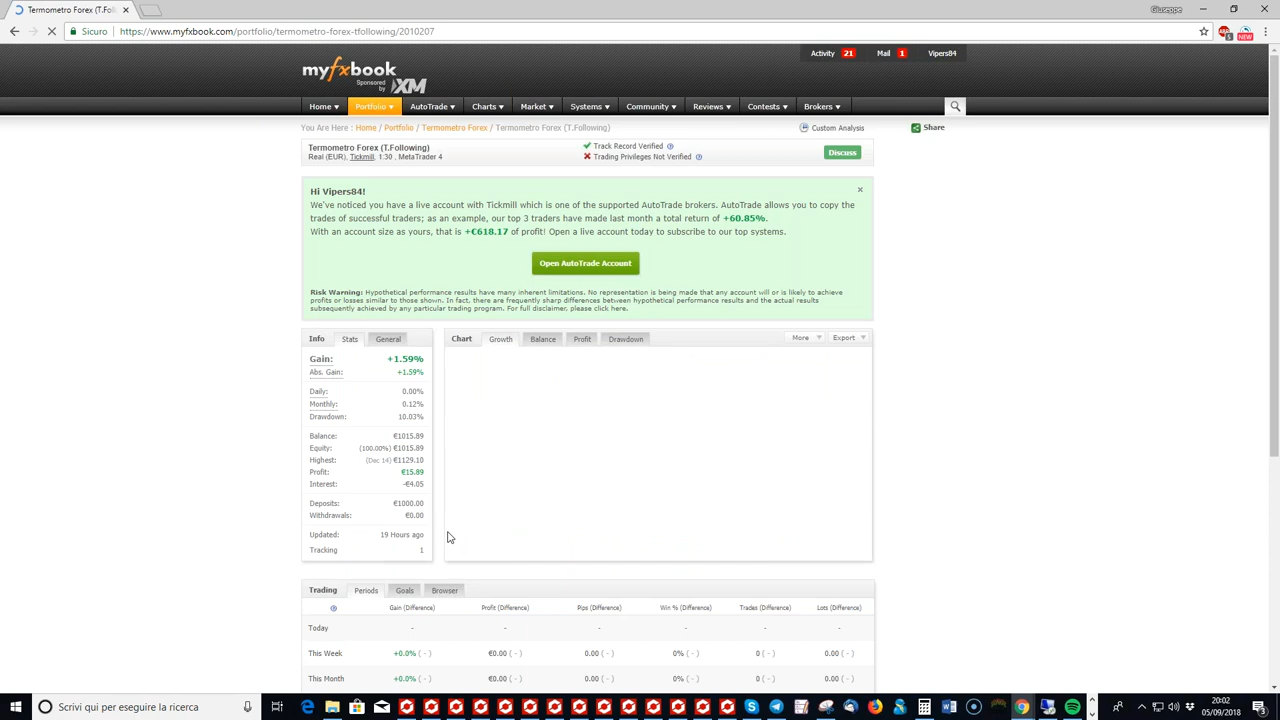 Termometro Forex (T.Foll
Giuseppe
Sicuro
https://www.myfxbook.com/portfolio/termometro-forex-tfollowing/2010207
NEW
Activity 21 Mail 1 Vipers84
myfxbook
Sponsored by XM
Home Portfolio AutoTrade Charts Market Systems Community Reviews Contests Brokers
You Are Here : Home / Portfolio / Termometro Forex / Termometro Forex (T.Following)
Custom Analysis
Share
Termometro Forex (T.Following)
Real (EUR), Tickmill, 1:30 , MetaTrader 4
Track Record Verified
Trading Privileges Not Verified
Discuss
Hi Vipers84!
We've noticed you have a live account with Tickmill which is one of the supported AutoTrade brokers. AutoTrade allows you to copy the
trades of successful traders; as an example, our top 3 traders have made last month a total return of +60.85%.
With an account size as yours, that is +€618.17 of profit! Open a live account today to subscribe to our top systems.
Open AutoTrade Account
Risk Warning: Hypothetical performance results have many inherent limitations. No representation is being made that any account will or is likely to achieve
profits or losses similar to those shown. In fact, there are frequently sharp differences between hypothetical performance results and the actual results
subsequently achieved by any particular trading program. For full disclaimer, please click here.
Info Stats General
Gain: +1.59%
Abs. Gain: +1.59%
Daily: 0.00%
Monthly: 0.12%
Drawdown: 10.03%
Balance: €1015.89
Equity: (100.00%) €1015.89
Highest: (Dec 14) €1129.10
Profit: €15.89
Interest: -€4.05
Deposits: €1000.00
Withdrawals: €0.00
Updated: 19 Hours ago
Tracking 1
Chart Growth Balance Profit Drawdown More Export
Trading Periods Goals Browser
Gain (Difference) Profit (Difference) Pips (Difference) Win % (Difference) Trades (Difference) Lots (Difference)
Today - - - - - -
This Week +0.0% ( - ) €0.00 ( - ) 0.00 ( - ) 0% ( - ) 0 ( - ) 0.00 ( - )
This Month +0.0% ( - ) €0.00 ( - ) 0.00 ( - ) 0% ( - ) 0 ( - ) 0.00 ( - )
Scrivi qui per eseguire la ricerca
20:02
05/09/2018